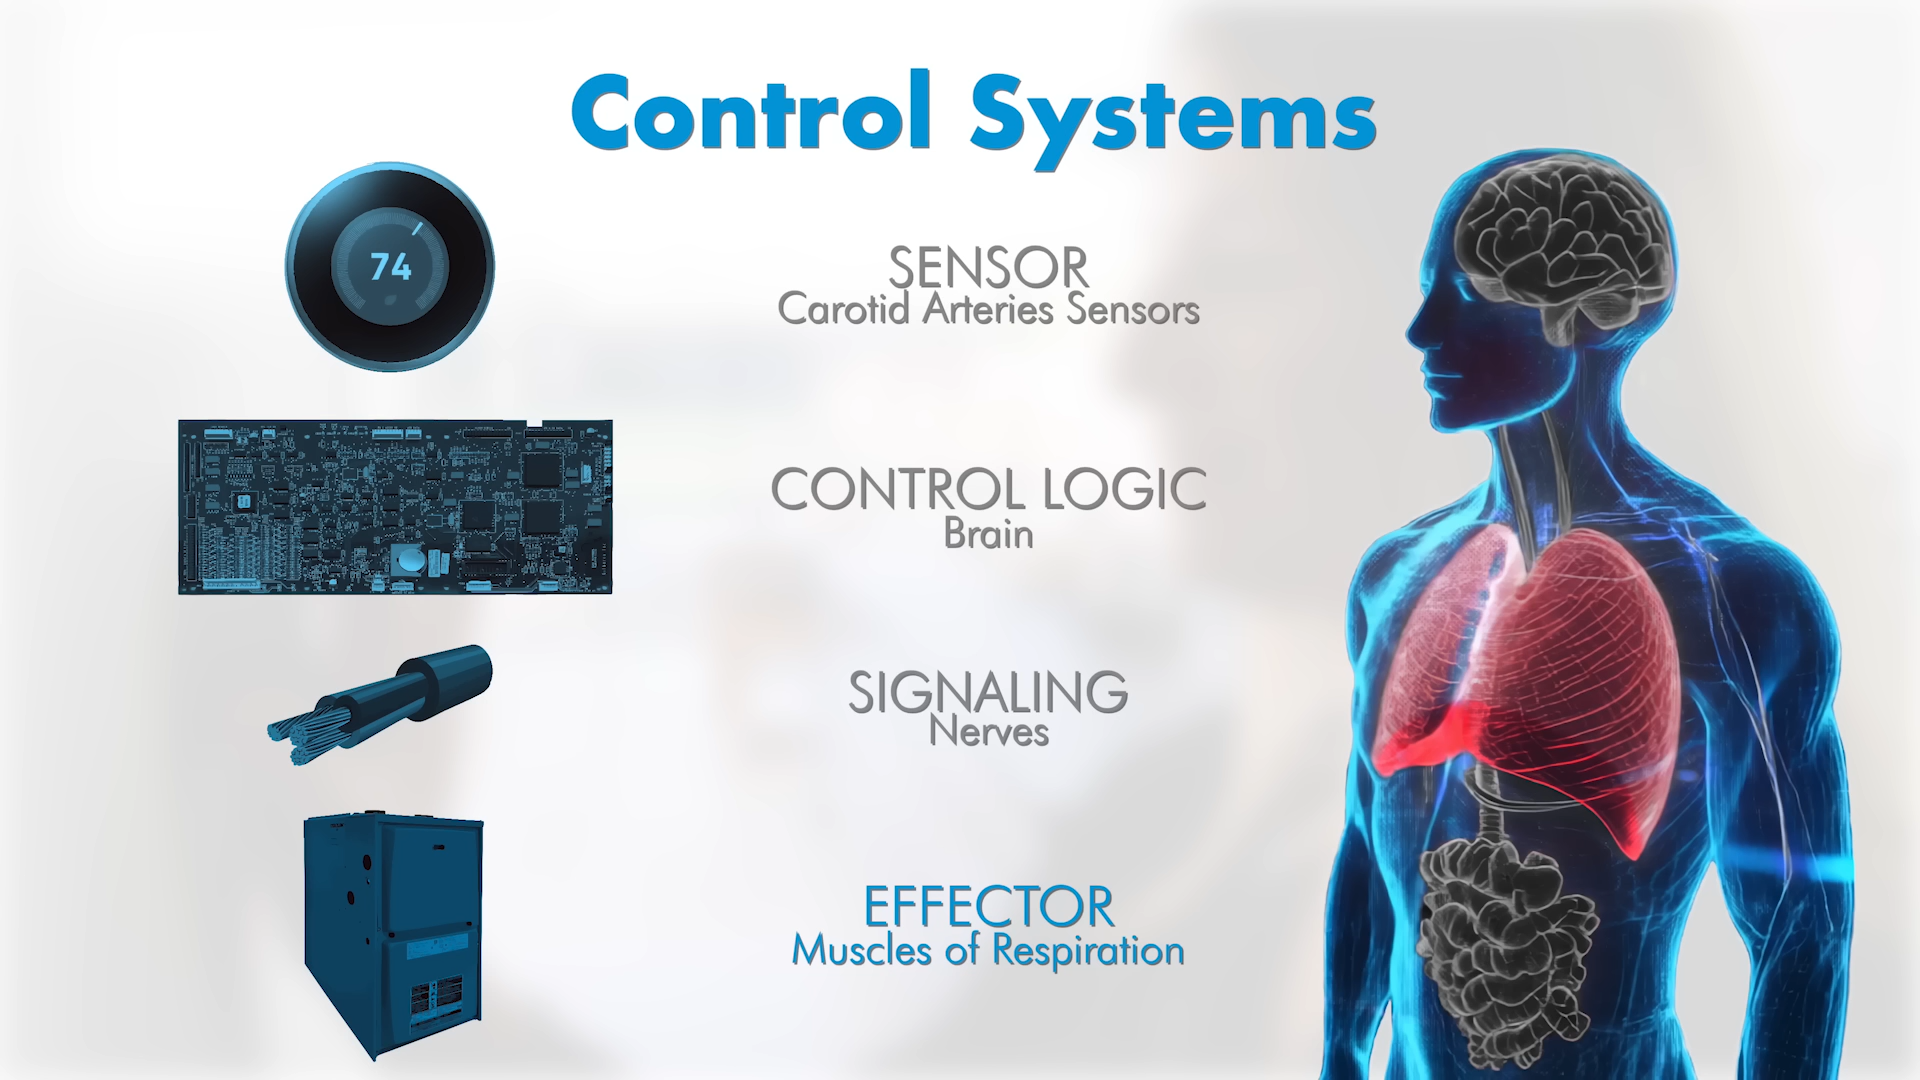 Control Systems
74
SENSOR
Carotid Arteries Sensors
CONTROL LOGIC
Brain
SIGNALING
Nerves
EFFECTOR
Muscles of Respiration